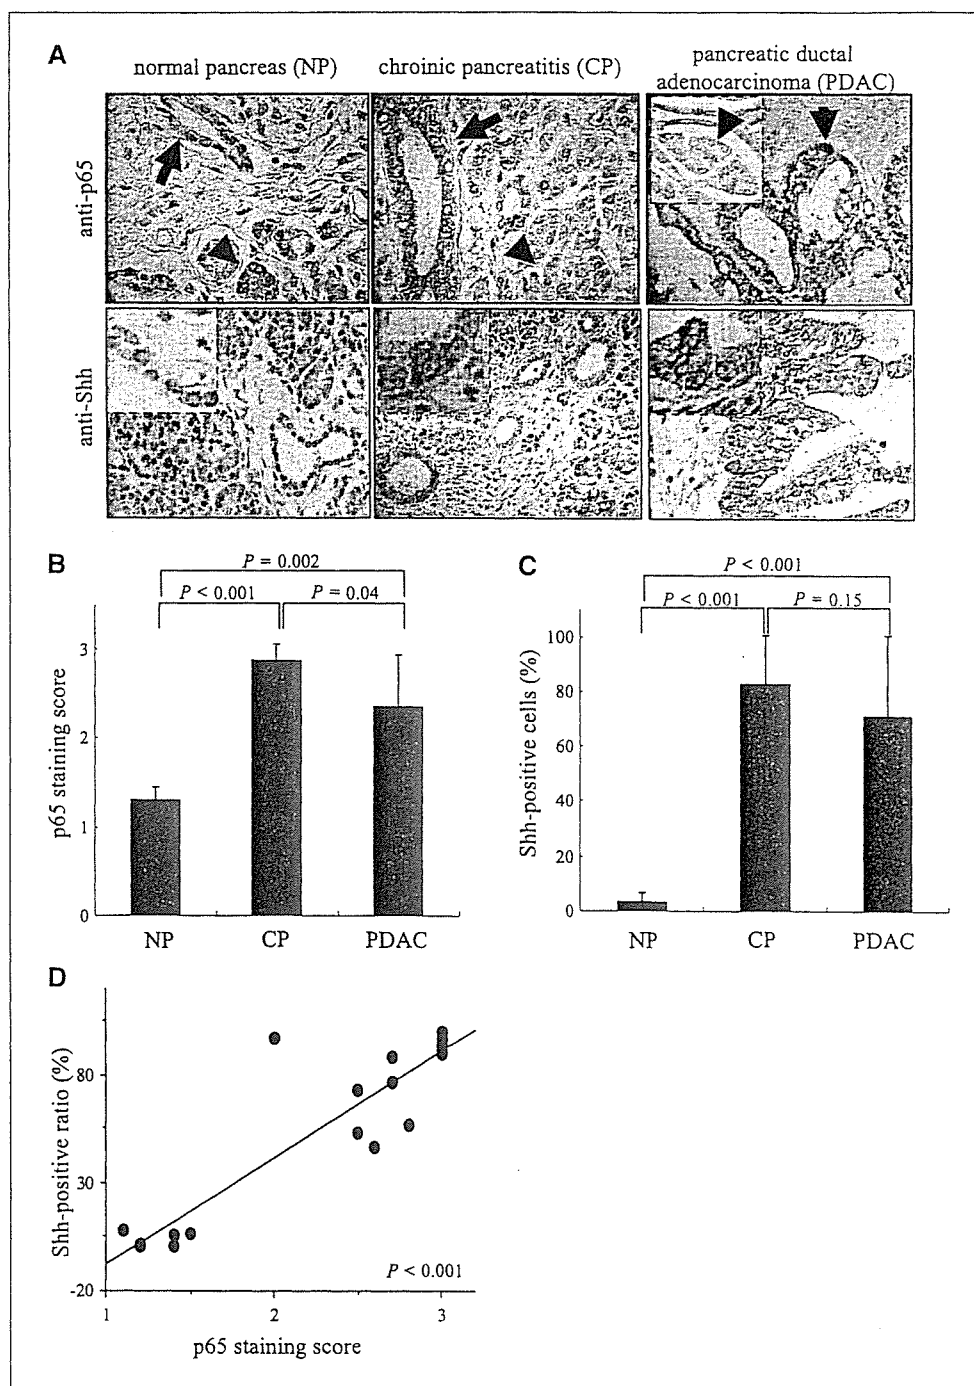 A
normal pancreas (NP)
chroinic pancreatitis (CP)
pancreatic ductal
adenocarcinoma (PDAC)
anti-p65
anti-Shh
B
P = 0.002
P < 0.001
P = 0.04
p65 staining score
3
2
1
0
NP
CP
PDAC
C
P < 0.001
P < 0.001
P = 0.15
Shh-positive cells (%)
100
80
60
40
20
0
NP
CP
PDAC
D
Shh-positive ratio (%)
80
30
-20
P < 0.001
1
2
3
p65 staining score